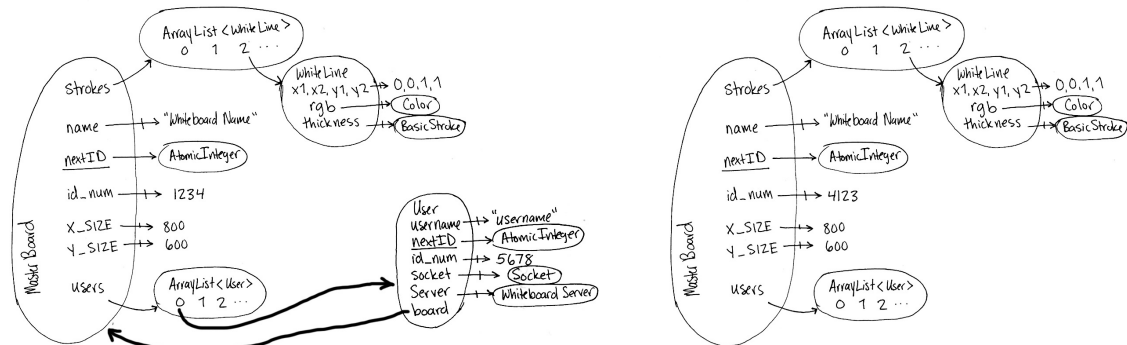 ArrayList<WhiteLine>
0 1 2 ...
Strokes
WhiteLine
x1, x2, y1, y2 0,0,1,1
rgb Color
thickness BasicStroke
name "Whiteboard Name"
nextID AtomicInteger
id_num 1234
X_SIZE 800
Y_SIZE 600
Master Board
users
ArrayList<User>
0 1 2 ...
User
username "username"
nextID AtomicInteger
id_num 5678
socket Socket
Server Whiteboard Server
board
ArrayList<WhiteLine>
0 1 2 ...
Strokes
WhiteLine
x1, x2, y1, y2 0,0,1,1
rgb Color
thickness BasicStroke
name "Whiteboard Name"
nextID AtomicInteger
id_num 4123
X_SIZE 800
Y_SIZE 600
Master Board
users
ArrayList<User>
0 1 2 ...